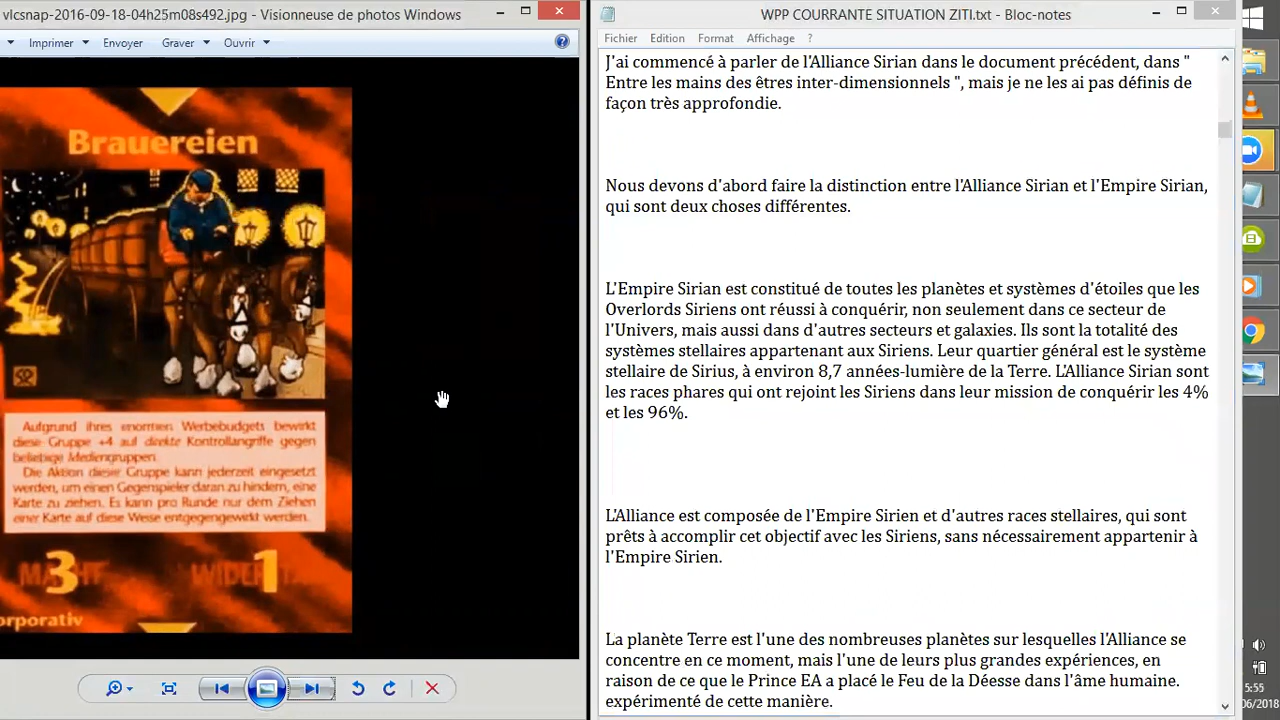 vlcsnap-2016-09-18-04h25m08s492.jpg - Visionneuse de photos Windows
Imprimer
Envoyer
Graver
Ouvrir
Brauereien
Aufgrund ihres enormen Werbebudgets bewirkt
diese Gruppe +4 auf direkte Kontrollangriffe gegen
beliebige Mediengruppen.
Die Aktion dieser Gruppe kann jederzeit eingesetzt
werden, um einen Gegenspieler daran zu hindern, eine
Karte zu ziehen. Es kann pro Runde nur dem Ziehen
einer Karte auf diese Weise entgegengewirkt werden.
3
1
orporativ
WPP COURRANTE SITUATION ZITI.txt - Bloc-notes
Fichier Edition Format Affichage ?
J'ai commencé à parler de l'Alliance Sirian dans le document précédent, dans "
Entre les mains des êtres inter-dimensionnels ", mais je ne les ai pas définis de
façon très approfondie.
Nous devons d'abord faire la distinction entre l'Alliance Sirian et l'Empire Sirian,
qui sont deux choses différentes.
L'Empire Sirian est constitué de toutes les planètes et systèmes d'étoiles que les
Overlords Siriens ont réussi à conquérir, non seulement dans ce secteur de
l'Univers, mais aussi dans d'autres secteurs et galaxies. Ils sont la totalité des
systèmes stellaires appartenant aux Siriens. Leur quartier général est le système
stellaire de Sirius, à environ 8,7 années-lumière de la Terre. L'Alliance Sirian sont
les races phares qui ont rejoint les Siriens dans leur mission de conquérir les 4%
et les 96%.
L'Alliance est composée de l'Empire Sirien et d'autres races stellaires, qui sont
prêts à accomplir cet objectif avec les Siriens, sans nécessairement appartenir à
l'Empire Sirien.
La planète Terre est l'une des nombreuses planètes sur lesquelles l'Alliance se
concentre en ce moment, mais l'une de leurs plus grandes expériences, en
raison de ce que le Prince EA a placé le Feu de la Déesse dans l'âme humaine.
expérimenté de cette manière.
5:55
06/2018